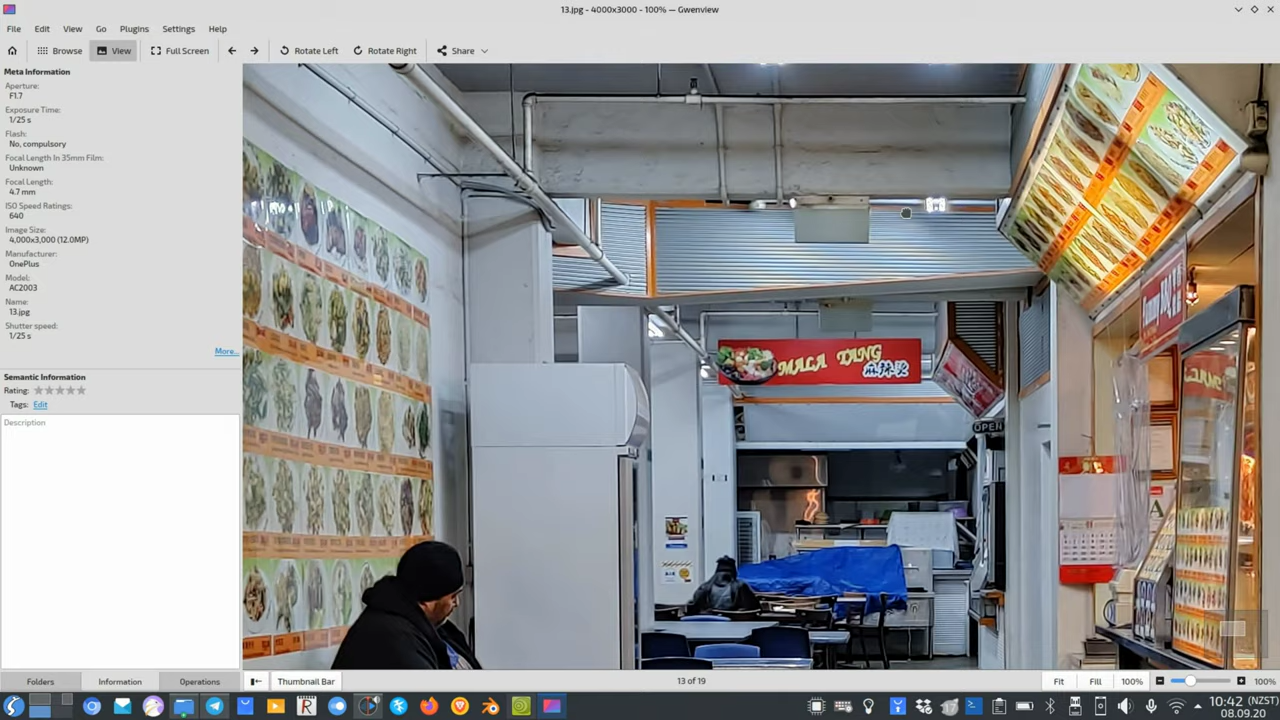 13.jpg - 4000x3000 - 100% — Gwenview
File Edit View Go Plugins Settings Help
Browse View Full Screen Rotate Left Rotate Right Share
Meta Information
Aperture:
F1.7
Exposure Time:
1/25 s
Flash:
No, compulsory
Focal Length In 35mm Film:
Unknown
Focal Length:
4.7 mm
ISO Speed Ratings:
640
Image Size:
4,000x3,000 (12.0MP)
Manufacturer:
OnePlus
Model:
AC2003
Name:
13.jpg
Shutter speed:
1/25 s
More...
Semantic Information
Rating:
Tags: Edit
Description
MALA TANG
麻辣烫
OPEN
A
Folders Information Operations
Thumbnail Bar
13 of 19
Fit Fill 100% 100%
10:42 (NZST)
08.09.20